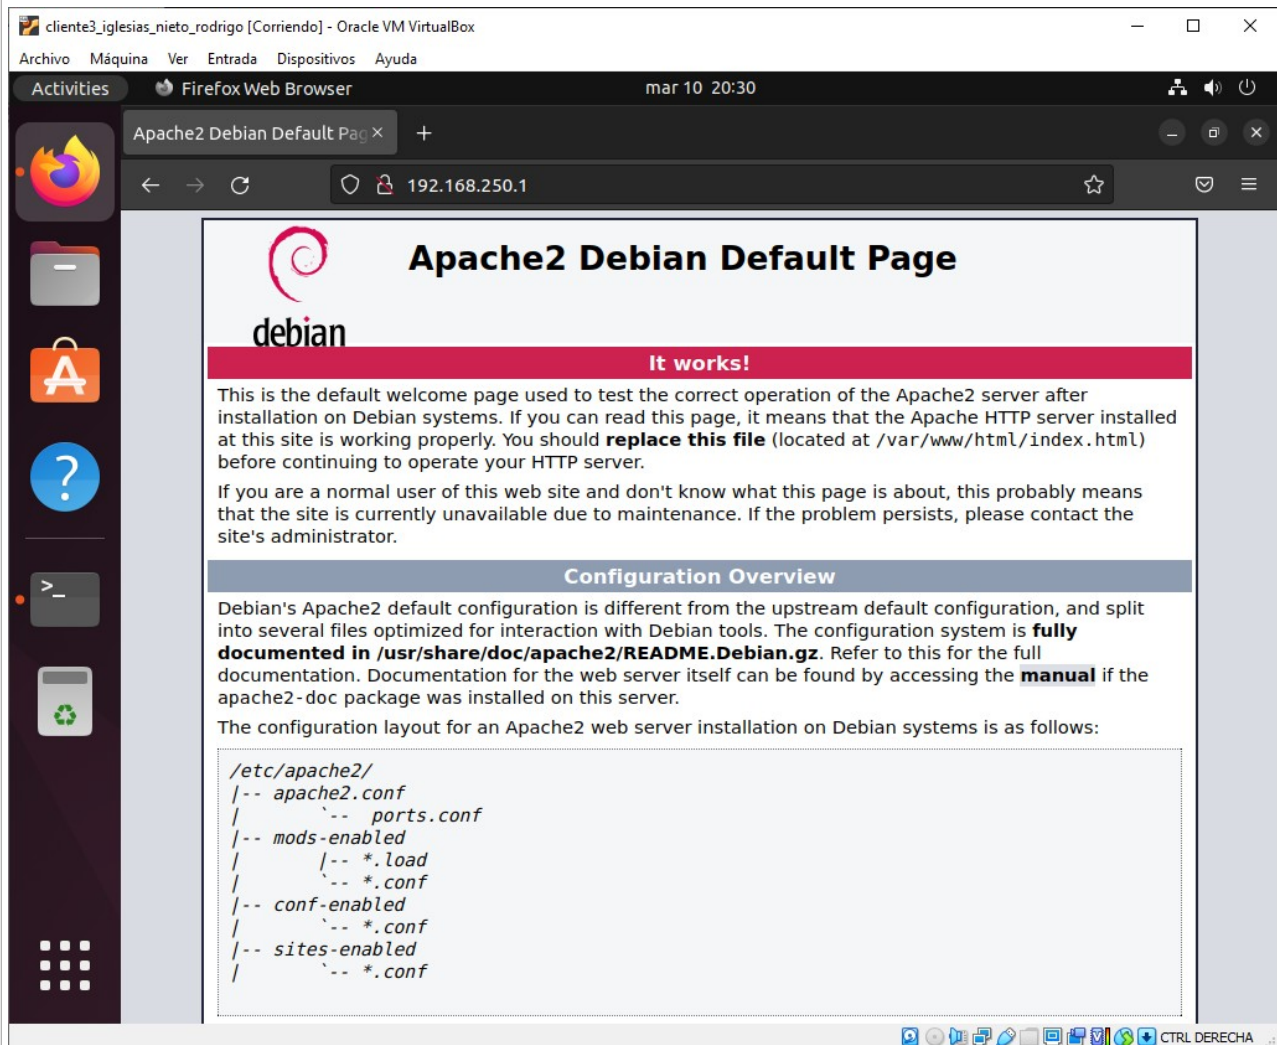 cliente3_iglesias_nieto_rodrigo [Corriendo] - Oracle VM VirtualBox
Archivo Máquina Ver Entrada Dispositivos Ayuda
Activities Firefox Web Browser mar 10 20:30
Apache2 Debian Default Pag
192.168.250.1
debian
Apache2 Debian Default Page
It works!
This is the default welcome page used to test the correct operation of the Apache2 server after
installation on Debian systems. If you can read this page, it means that the Apache HTTP server installed
at this site is working properly. You should replace this file (located at /var/www/html/index.html)
before continuing to operate your HTTP server.
If you are a normal user of this web site and don't know what this page is about, this probably means
that the site is currently unavailable due to maintenance. If the problem persists, please contact the
site's administrator.
Configuration Overview
Debian's Apache2 default configuration is different from the upstream default configuration, and split
into several files optimized for interaction with Debian tools. The configuration system is fully
documented in /usr/share/doc/apache2/README.Debian.gz. Refer to this for the full
documentation. Documentation for the web server itself can be found by accessing the manual if the
apache2-doc package was installed on this server.
The configuration layout for an Apache2 web server installation on Debian systems is as follows:
/etc/apache2/
|-- apache2.conf
|       `--  ports.conf
|-- mods-enabled
|       |-- *.load
|       `-- *.conf
|-- conf-enabled
|       `-- *.conf
|-- sites-enabled
|       `-- *.conf
CTRL DERECHA